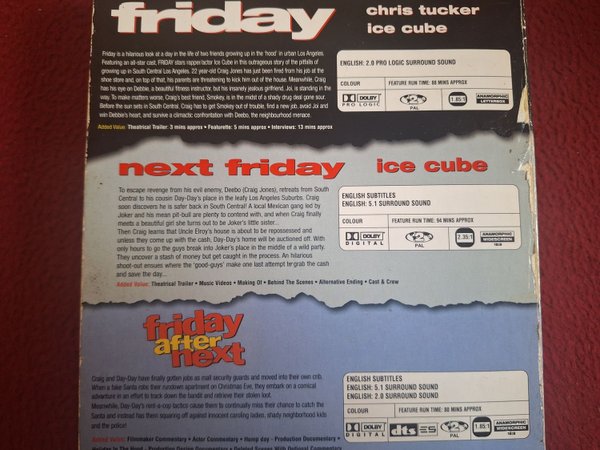 friday
chris tucker
ice cube
Friday is a hilarious look at a day in the life of two friends growing up in the 'hood' in urban Los Angeles.
Featuring an all-star cast, FRIDAY stars rapper/actor Ice Cube in this outrageous story of the pitfalls of
growing up in South Central Los Angeles. 22 year-old Craig Jones has just been fired from his job at the
shoe store and, on top of that, his parents are threatening to kick him out of the house. Meanwhile, Craig
has his eye on Debbie, a beautiful fitness instructor, but his insanely jealous girlfriend, Joi, is standing in the
way. To make matters worse, Craig's best friend, Smokey, is in the midst of a shady drug deal gone sour.
Before the sun sets in South Central, Craig has to get Smokey out of trouble, find a new job, avoid Joi and
win Debbie's heart, and survive a climactic confrontation with Deebo, the neighbourhood menace.
Added Value: Theatrical Trailer: 3 mins approx • Featurette: 5 mins approx • Interviews: 13 mins approx
ENGLISH: 2.0 PRO LOGIC SURROUND SOUND
COLOUR FEATURE RUN TIME: 88 MINS APPROX
DOLBY
PRO LOGIC
PAL
1.85:1
ANAMORPHIC
LETTERBOX
next friday ice cube
To escape revenge from his evil enemy, Deebo (Craig Jones), retreats from South
Central to his cousin Day-Day's place in the leafy Los Angeles Suburbs. Craig
soon discovers he is safer back in South Central! A local Mexican gang led by
Joker and his mean pit-bull are plenty to contend with, and when Craig finally
meets a beautiful girl she turns out to be Joker's little sister...
Then Craig learns that Uncle Elroy's house is about to be repossessed
and unless they come up with the cash, Day-Day's home will be auctioned off. With
only hours to go the guys break into Joker's place in the middle of a wild party.
They uncover a stash of money but get caught in the process. An hilarious
shoot-out ensues where the 'good-guys' make one last attempt to grab the cash
and save the day...
Added Value: Theatrical Trailer • Music Videos • Making Of • Behind The Scenes • Alternative Ending • Cast & Crew
ENGLISH SUBTITLES
ENGLISH: 5.1 SURROUND SOUND
COLOUR FEATURE RUN TIME: 94 MINS APPROX
DOLBY
DIGITAL
PAL
2.35:1
ANAMORPHIC
WIDESCREEN
16:9
friday
after
next
Craig and Day-Day have finally gotten jobs as mall security guards and moved into their own crib.
When a fake Santa robs their rundown apartment on Christmas Eve, they embark on a comical
adventure in an effort to track down the bandit and retrieve their stolen loot.
Meanwhile, Day-Day's rent-a-cop-tactics cause them to continually miss their chance to catch the
Santa and instead has them squaring off against innocent caroling ladies, shady neighborhood kids
and the police!
Added Value: Filmmaker Commentary • Actor Commentary • Hump day - Production Documentary •
Holiday In The Hood - Production Design Documentary • Deleted Scenes With Optional Commentary
ENGLISH SUBTITLES
ENGLISH: 5.1 SURROUND SOUND
ENGLISH: 2.0 SURROUND SOUND
COLOUR FEATURE RUN TIME: 80 MINS APPROX
DOLBY
DIGITAL
dts ES
PAL
1.85:1
ANAMORPHIC
WIDESCREEN
16:9